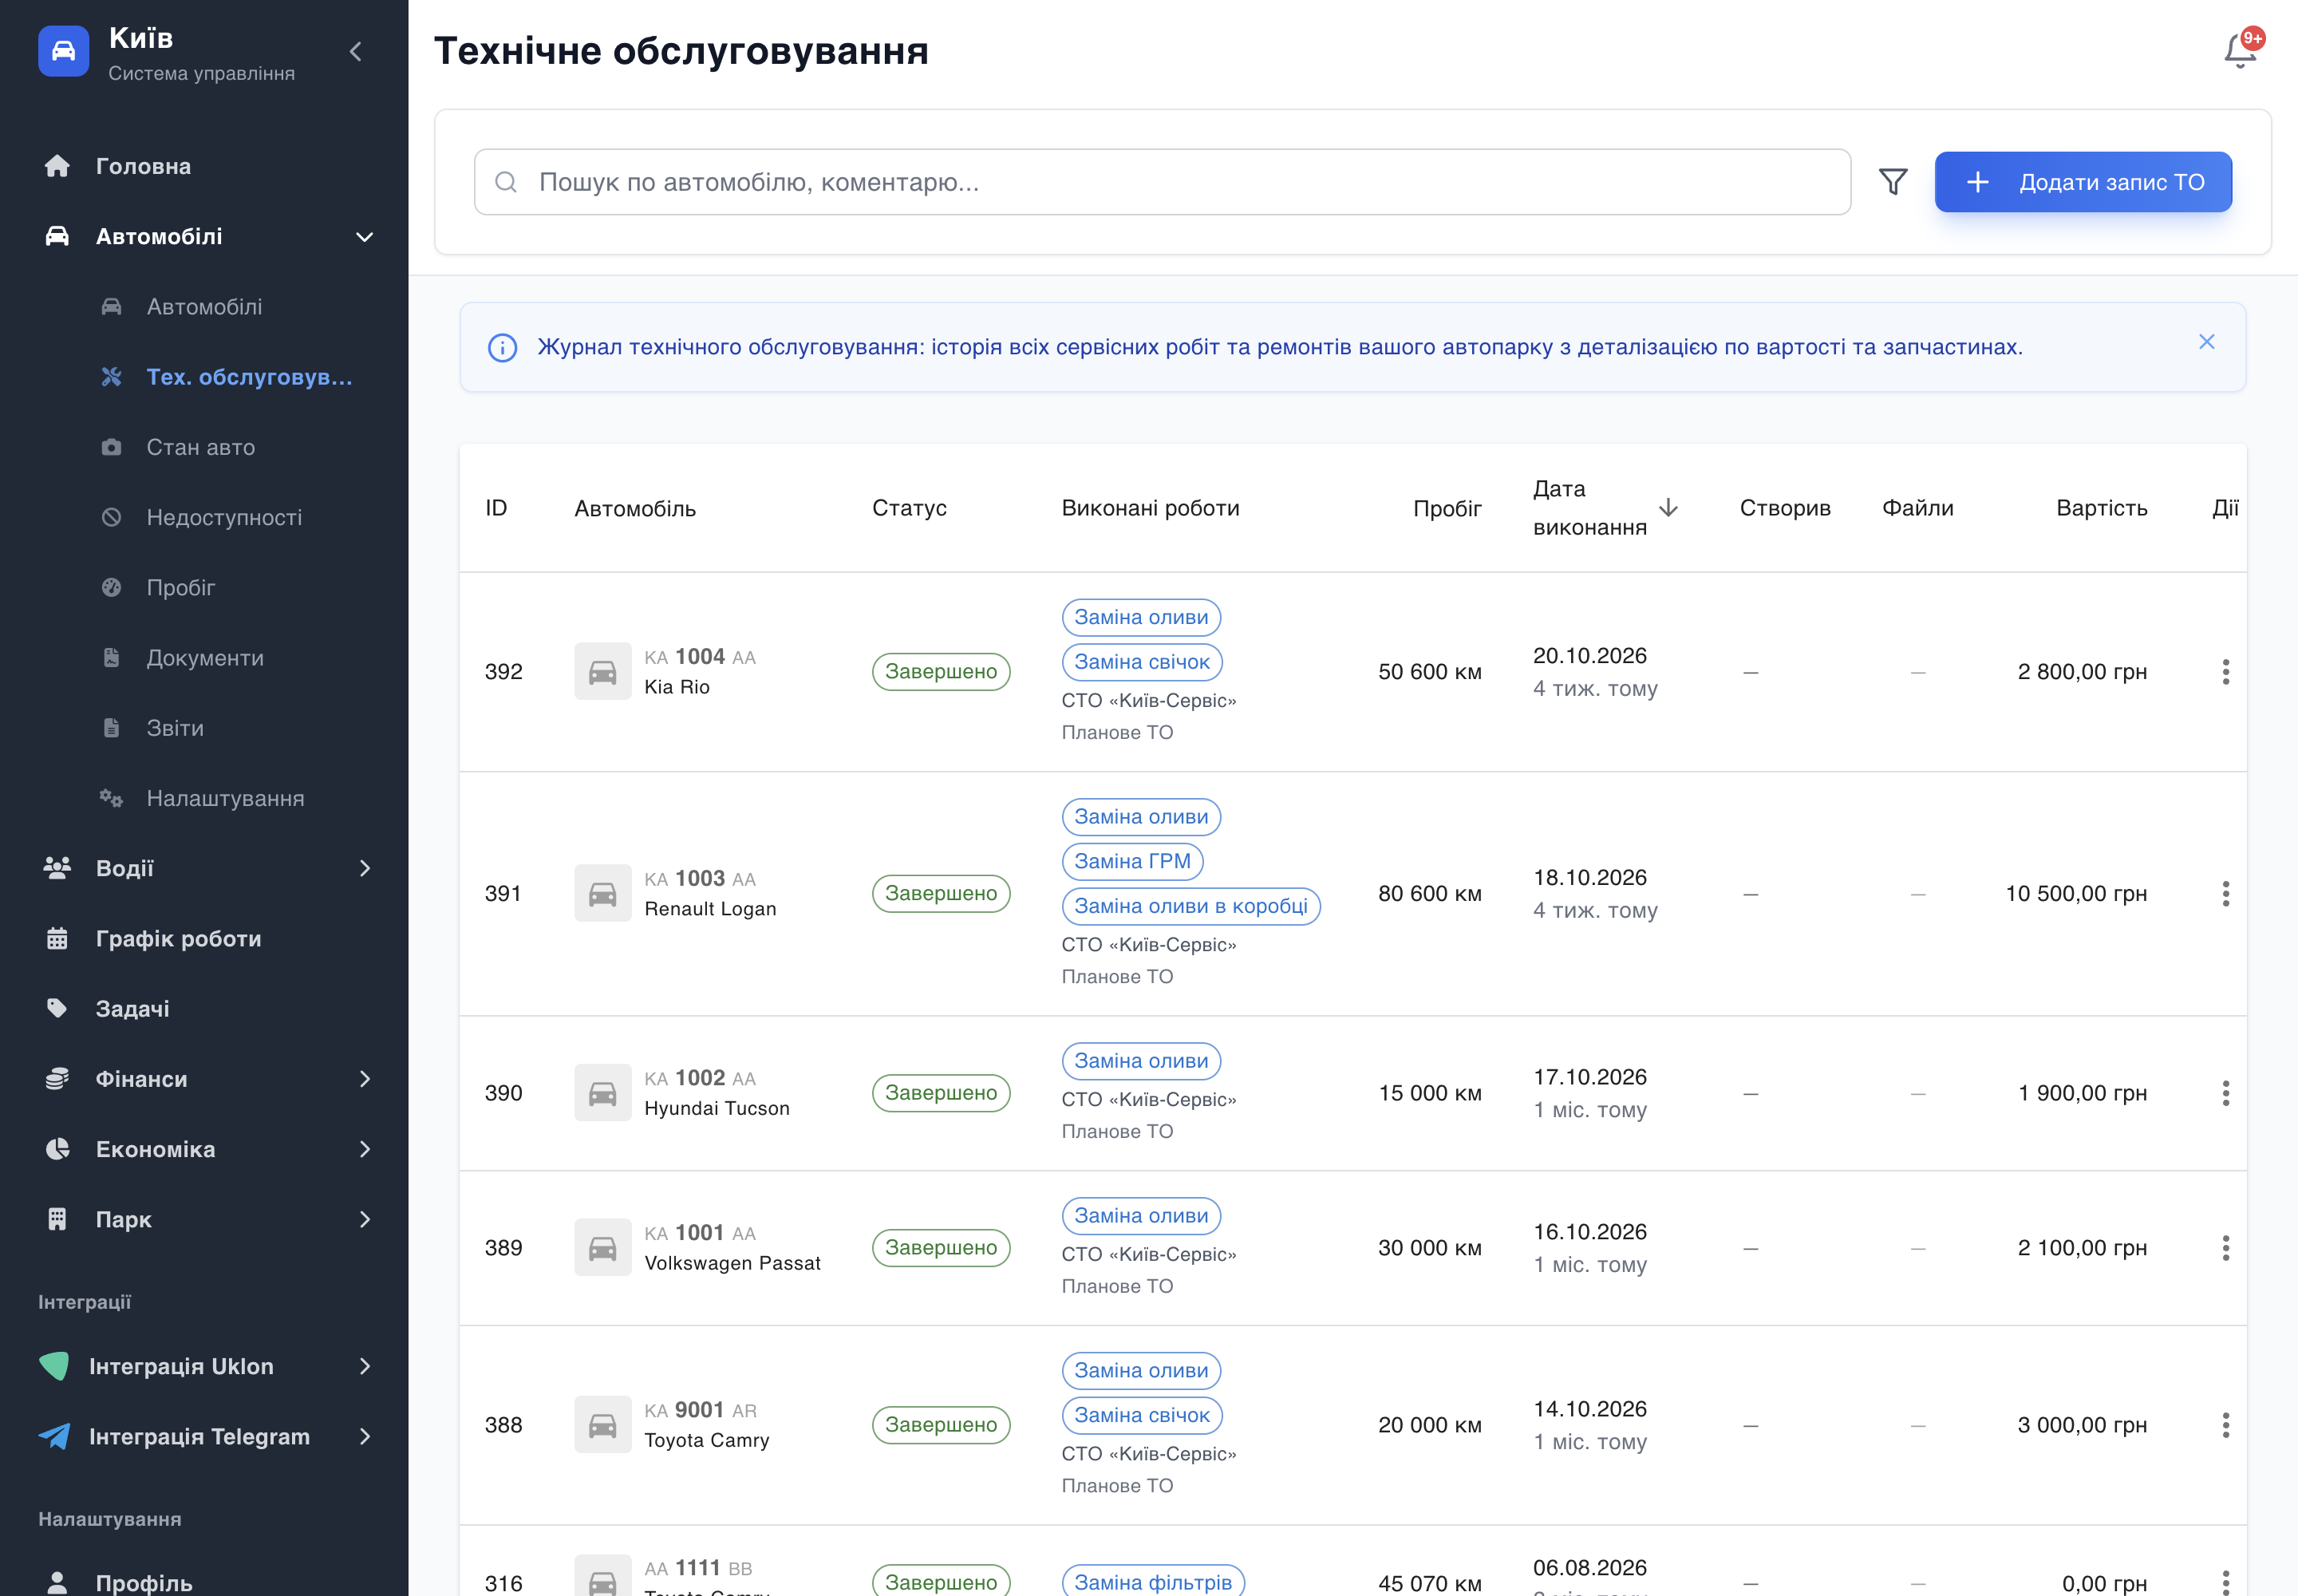 Київ
Система управління
Головна
Автомобілі
Автомобілі
Тех. обслуговув...
Стан авто
Недоступності
Пробіг
Документи
Звіти
Налаштування
Водії
Графік роботи
Задачі
Фінанси
Економіка
Парк
Інтеграції
Інтеграція Uklon
Інтеграція Telegram
Налаштування
Профіль
Технічне обслуговування
9+
Пошук по автомобілю, коментарю...
Додати запис ТО
Журнал технічного обслуговування: історія всіх сервісних робіт та ремонтів вашого автопарку з деталізацією по вартості та запчастинах.
ID Автомобіль Статус Виконані роботи Пробіг Дата виконання Створив Файли Вартість Дії
392
KA 1004 AA
Kia Rio
Завершено
Заміна оливи
Заміна свічок
СТО «Київ-Сервіс»
Планове ТО
50 600 км
20.10.2026
4 тиж. тому
—
—
2 800,00 грн
391
KA 1003 AA
Renault Logan
Завершено
Заміна оливи
Заміна ГРМ
Заміна оливи в коробці
СТО «Київ-Сервіс»
Планове ТО
80 600 км
18.10.2026
4 тиж. тому
—
—
10 500,00 грн
390
KA 1002 AA
Hyundai Tucson
Завершено
Заміна оливи
СТО «Київ-Сервіс»
Планове ТО
15 000 км
17.10.2026
1 міс. тому
—
—
1 900,00 грн
389
KA 1001 AA
Volkswagen Passat
Завершено
Заміна оливи
СТО «Київ-Сервіс»
Планове ТО
30 000 км
16.10.2026
1 міс. тому
—
—
2 100,00 грн
388
KA 9001 AR
Toyota Camry
Завершено
Заміна оливи
Заміна свічок
СТО «Київ-Сервіс»
Планове ТО
20 000 км
14.10.2026
1 міс. тому
—
—
3 000,00 грн
316
AA 1111 BB
Toyota Camry
Завершено
Заміна фільтрів
45 070 км
06.08.2026
—
—
0,00 грн